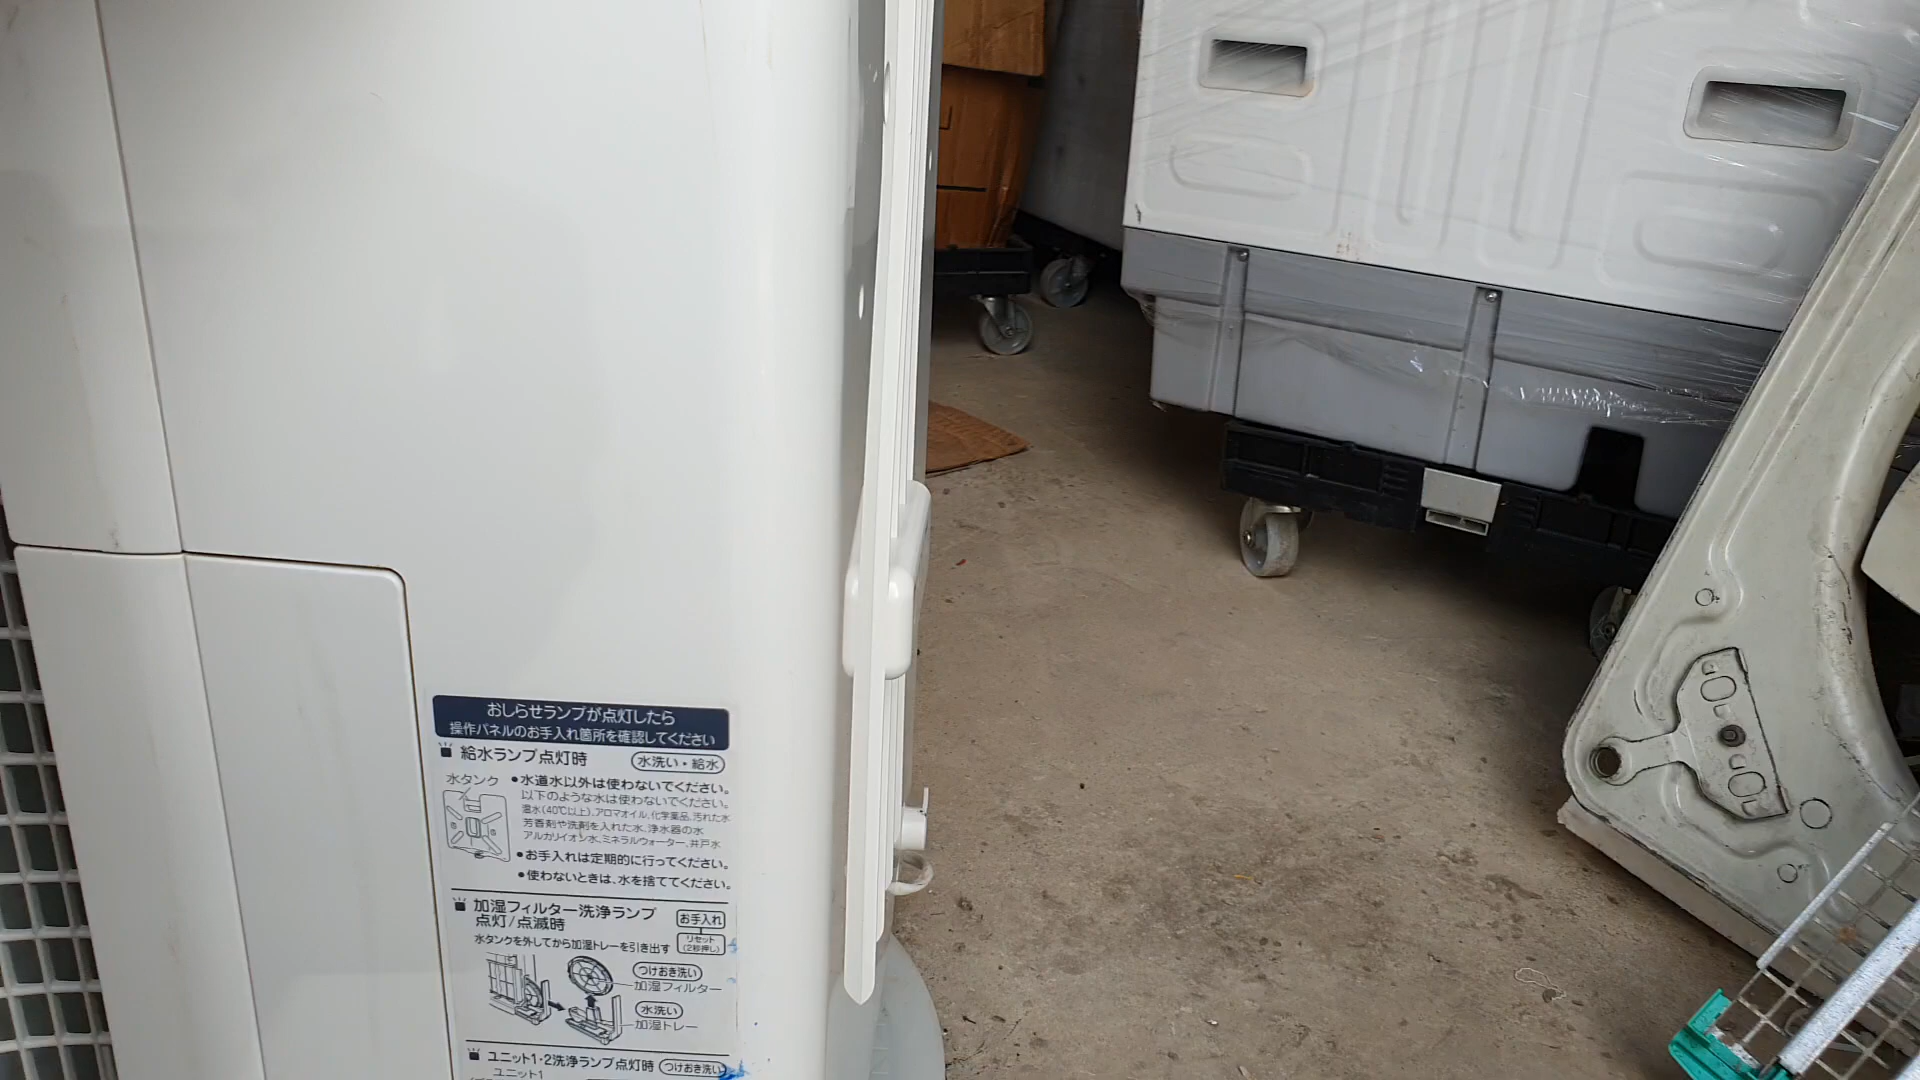 おしらせランプが点灯したら
操作パネルのお手入れ箇所を確認してください
給水ランプ点灯時 水洗い・給水
水タンク
●水道水以外は使わないでください。
以下のような水は使わないでください。
温水(40℃以上)、アロマオイル、化学薬品、汚れた水
芳香剤や洗剤を入れた水、浄水器の水
アルカリイオン水、ミネラルウォーター、井戸水
●お手入れは定期的に行ってください。
●使わないときは、水を捨ててください。
加湿フィルター洗浄ランプ お手入れ
点灯/点滅時
リセット
(2秒押し)
水タンクを外してから加湿トレーを引き出す
つけおき洗い
加湿フィルター
水洗い
加湿トレー
ユニット1・2洗浄ランプ点灯時 つけおき洗い
ユニット1